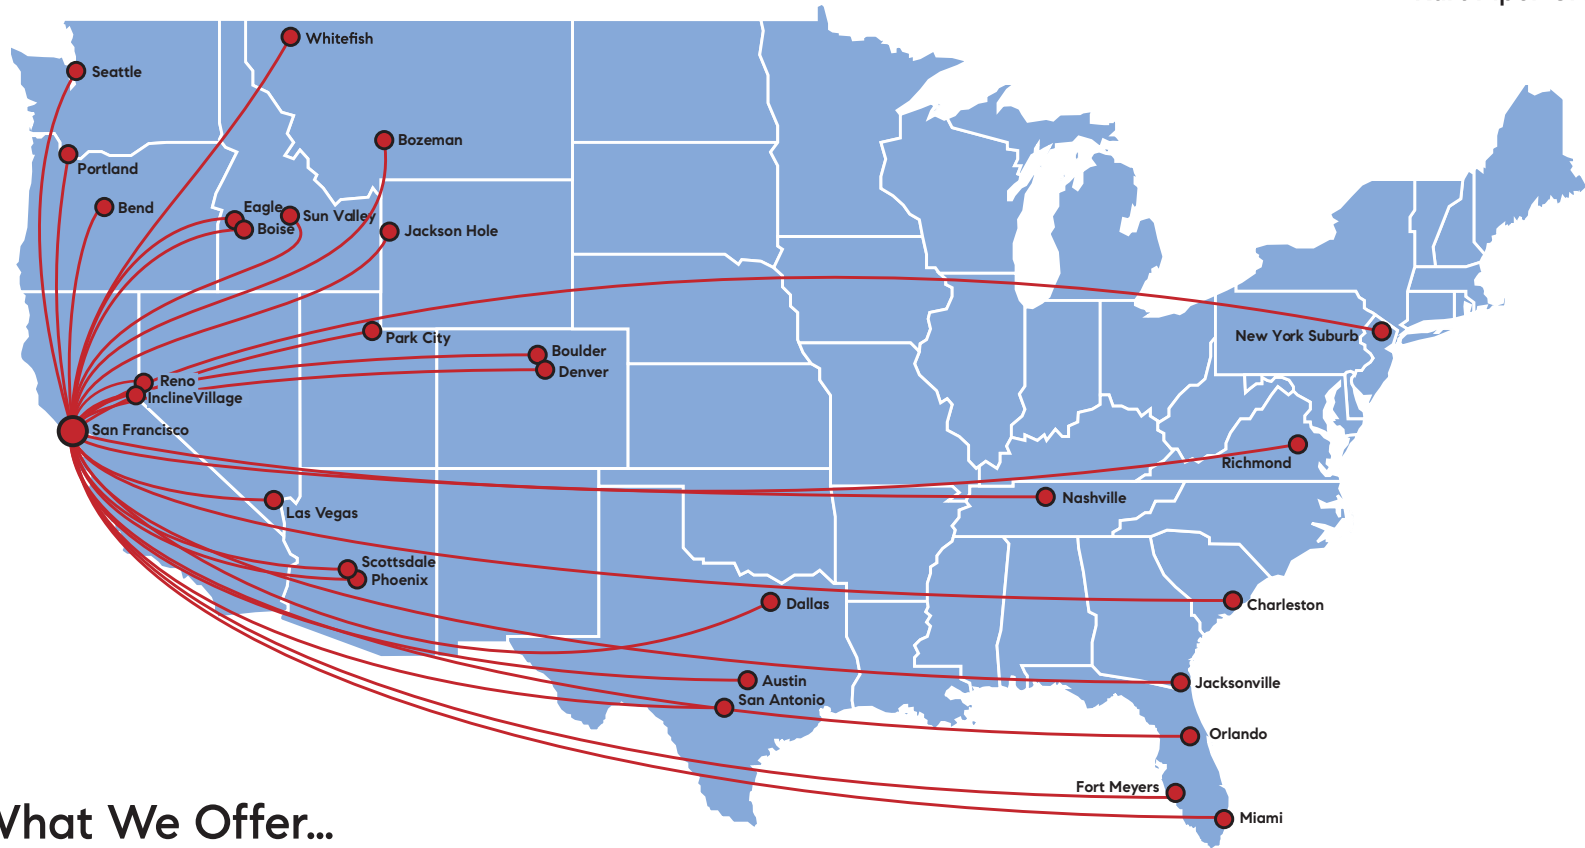 Whitefish
Seattle
Bozeman
Portland
Bend
Eagle
Sun Valley
Boise
Jackson Hole
Park City
New York Suburb
Boulder
Denver
Reno
InclineVillage
San Francisco
Richmond
Nashville
Las Vegas
Scottsdale
Phoenix
Dallas
Charleston
Austin
Jacksonville
San Antonio
Orlando
Fort Meyers
Miami
What We Offer...